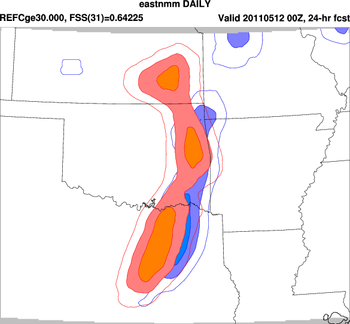 eastnmm DAILY
REFCge30.000, FSS(31)=0.64225 Valid 20110512 00Z, 24-hr fcst